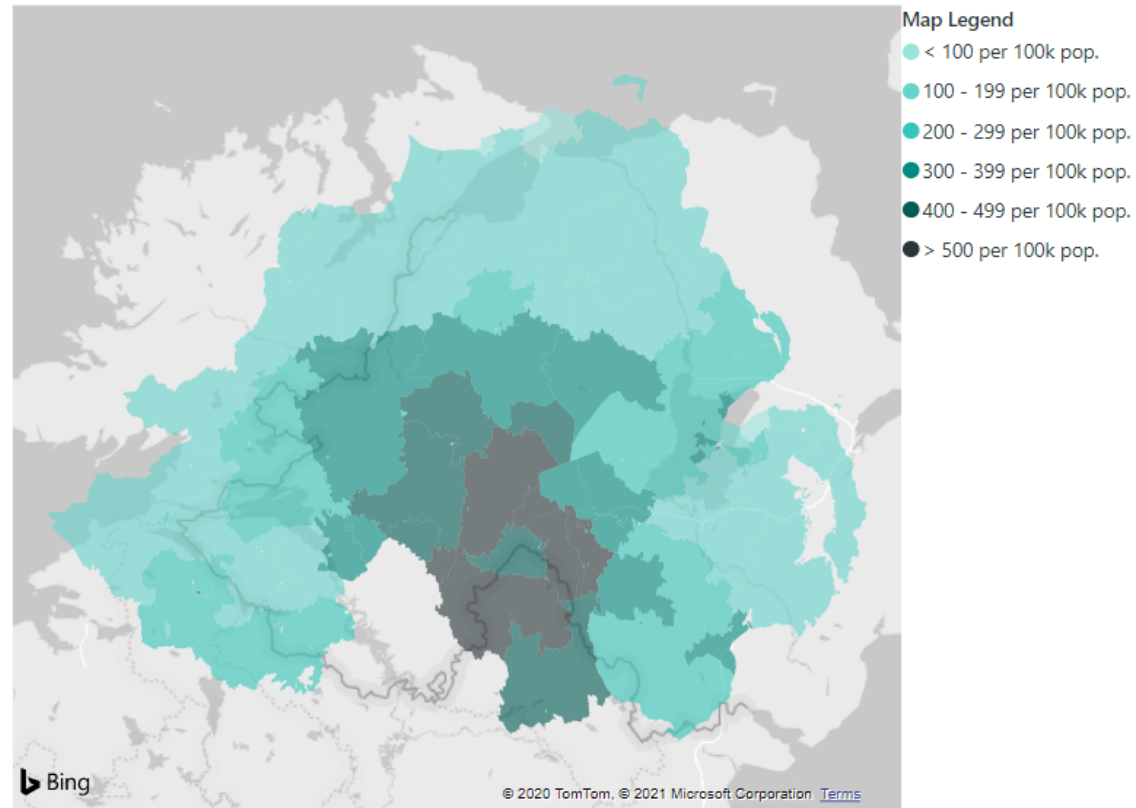 Map Legend
< 100 per 100k pop.
100 - 199 per 100k pop.
200 - 299 per 100k pop.
300 - 399 per 100k pop.
400 - 499 per 100k pop.
> 500 per 100k pop.
Bing
© 2020 TomTom, © 2021 Microsoft Corporation Terms